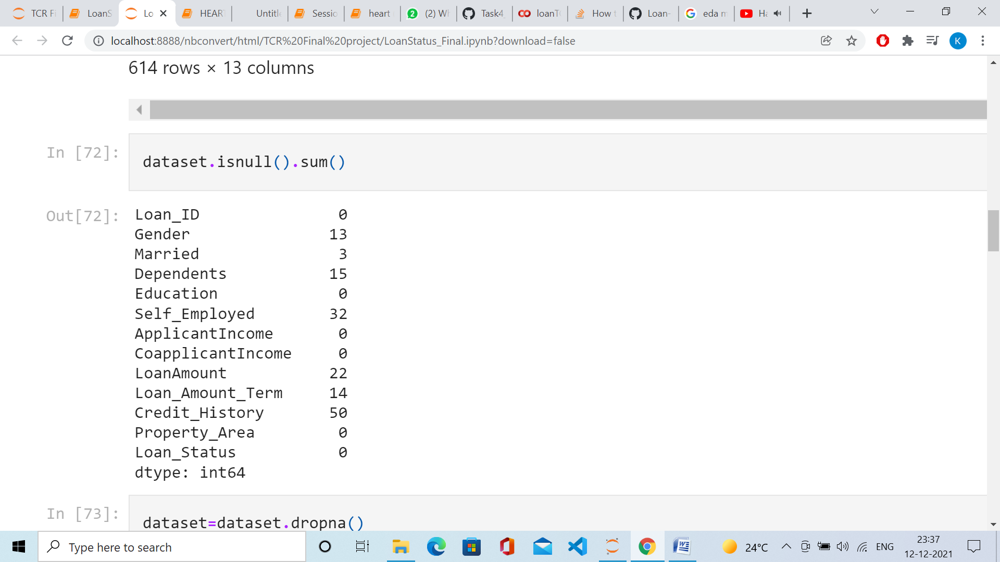 TCR Fi
LoanS
Lo
HEAR
Untitle
Sessio
heart
(2) Wh
Task4_
loanT
How t
Loan-
eda m
Ha
localhost:8888/nbconvert/html/TCR%20Final%20project/LoanStatus_Final.ipynb?download=false
K
614 rows × 13 columns
In [72]:
dataset.isnull().sum()
Out[72]:
Loan_ID 0
Gender 13
Married 3
Dependents 15
Education 0
Self_Employed 32
ApplicantIncome 0
CoapplicantIncome 0
LoanAmount 22
Loan_Amount_Term 14
Credit_History 50
Property_Area 0
Loan_Status 0
dtype: int64
In [73]:
dataset=dataset.dropna()
Type here to search
24°C
ENG
23:37
12-12-2021